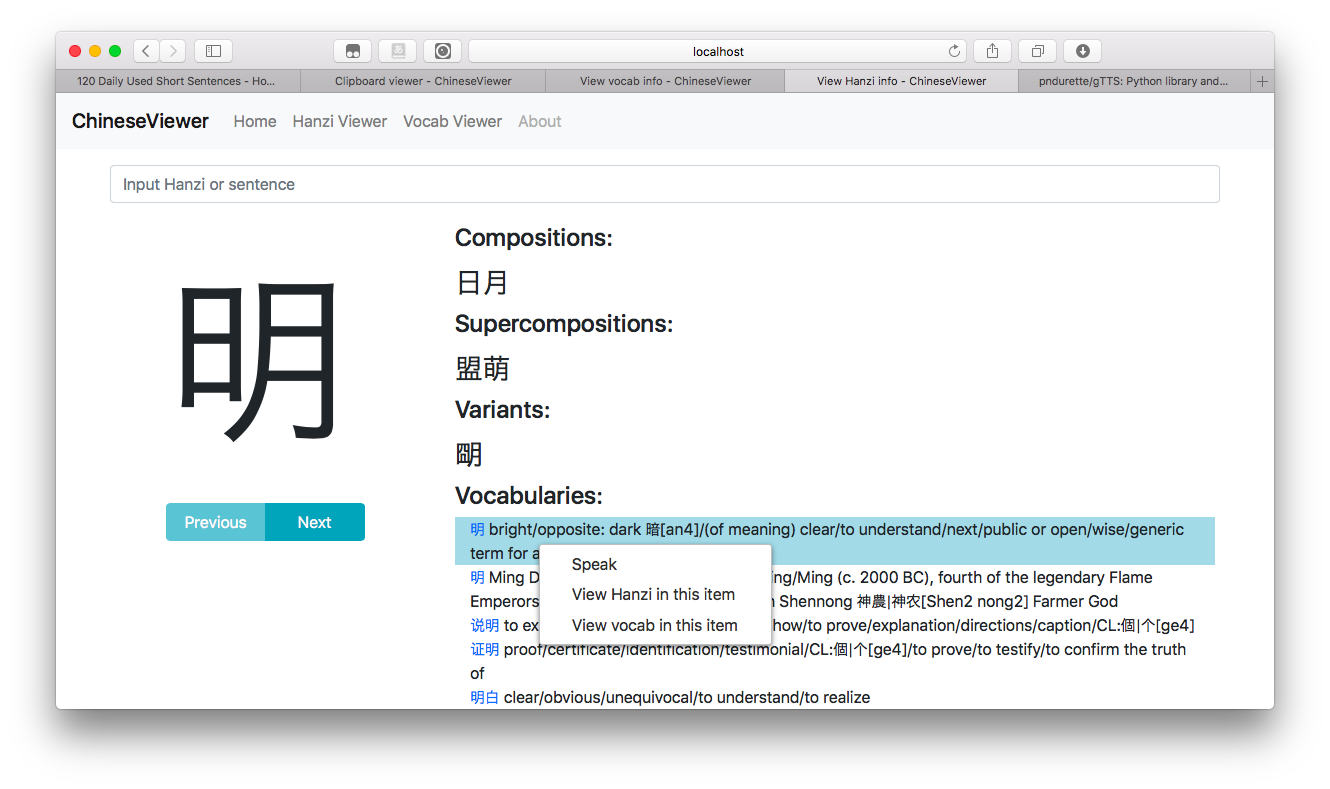 localhost
120 Daily Used Short Sentences - Ho...
Clipboard viewer - ChineseViewer
View vocab info - ChineseViewer
View Hanzi info - ChineseViewer
pndurette/gTTS: Python library and...
ChineseViewer Home Hanzi Viewer Vocab Viewer About
Input Hanzi or sentence
明
Previous Next
Compositions:
日月
Supercompositions:
盟萌
Variants:
朙
Vocabularies:
明 bright/opposite: dark 暗[an4]/(of meaning) clear/to understand/next/public or open/wise/generic
term for a
Speak
View Hanzi in this item
View vocab in this item
明 Ming D ing/Ming (c. 2000 BC), fourth of the legendary Flame
Emperors Shennong 神農|神农[Shen2 nong2] Farmer God
说明 to ex how/to prove/explanation/directions/caption/CL:個|个[ge4]
证明 proof/certificate/identification/testimonial/CL:個|个[ge4]/to prove/to testify/to confirm the truth
of
明白 clear/obvious/unequivocal/to understand/to realize